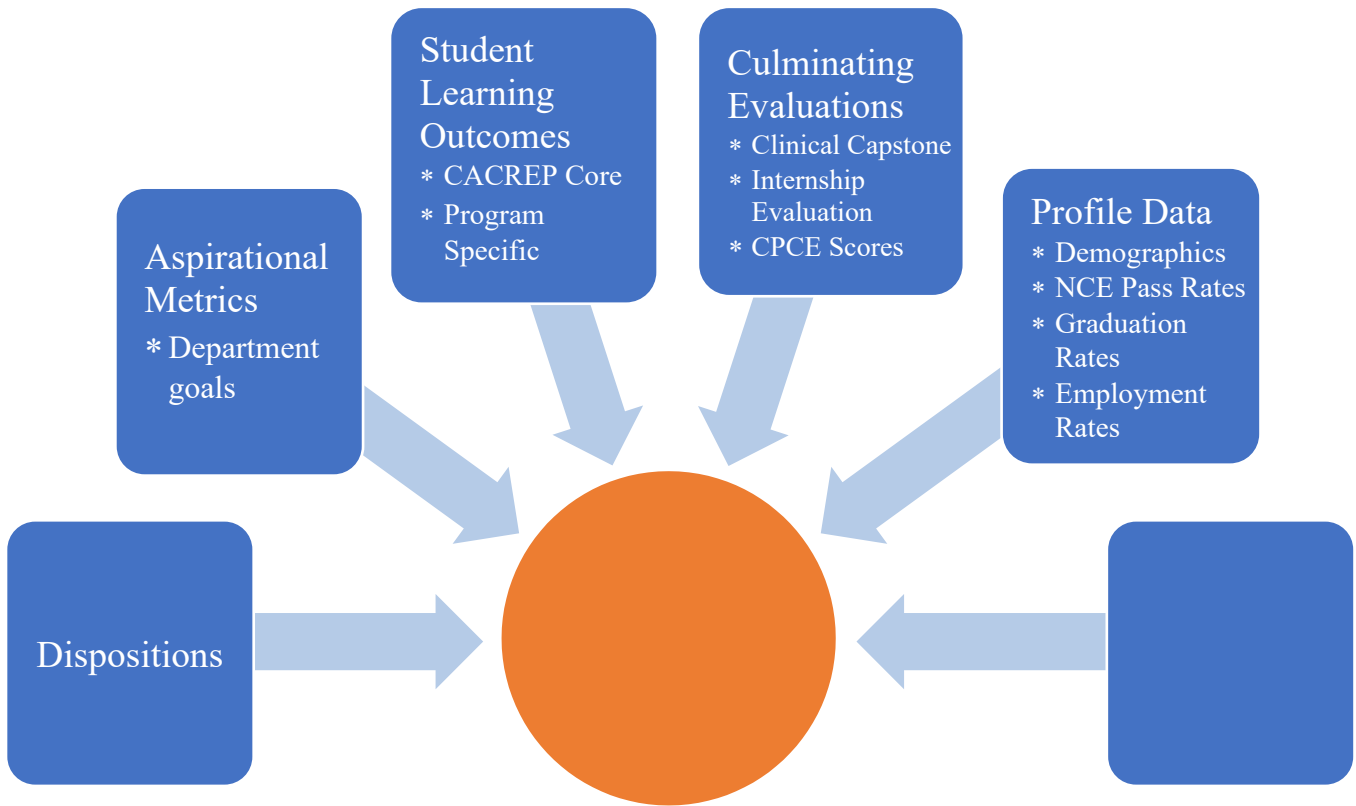 Student
Learning
Outcomes
* CACREP Core
* Program
Specific
Culminating
Evaluations
* Clinical Capstone
* Internship
Evaluation
* CPCE Scores
Aspirational
Metrics
* Department
goals
Profile Data
* Demographics
* NCE Pass Rates
* Graduation
Rates
* Employment
Rates
Dispositions